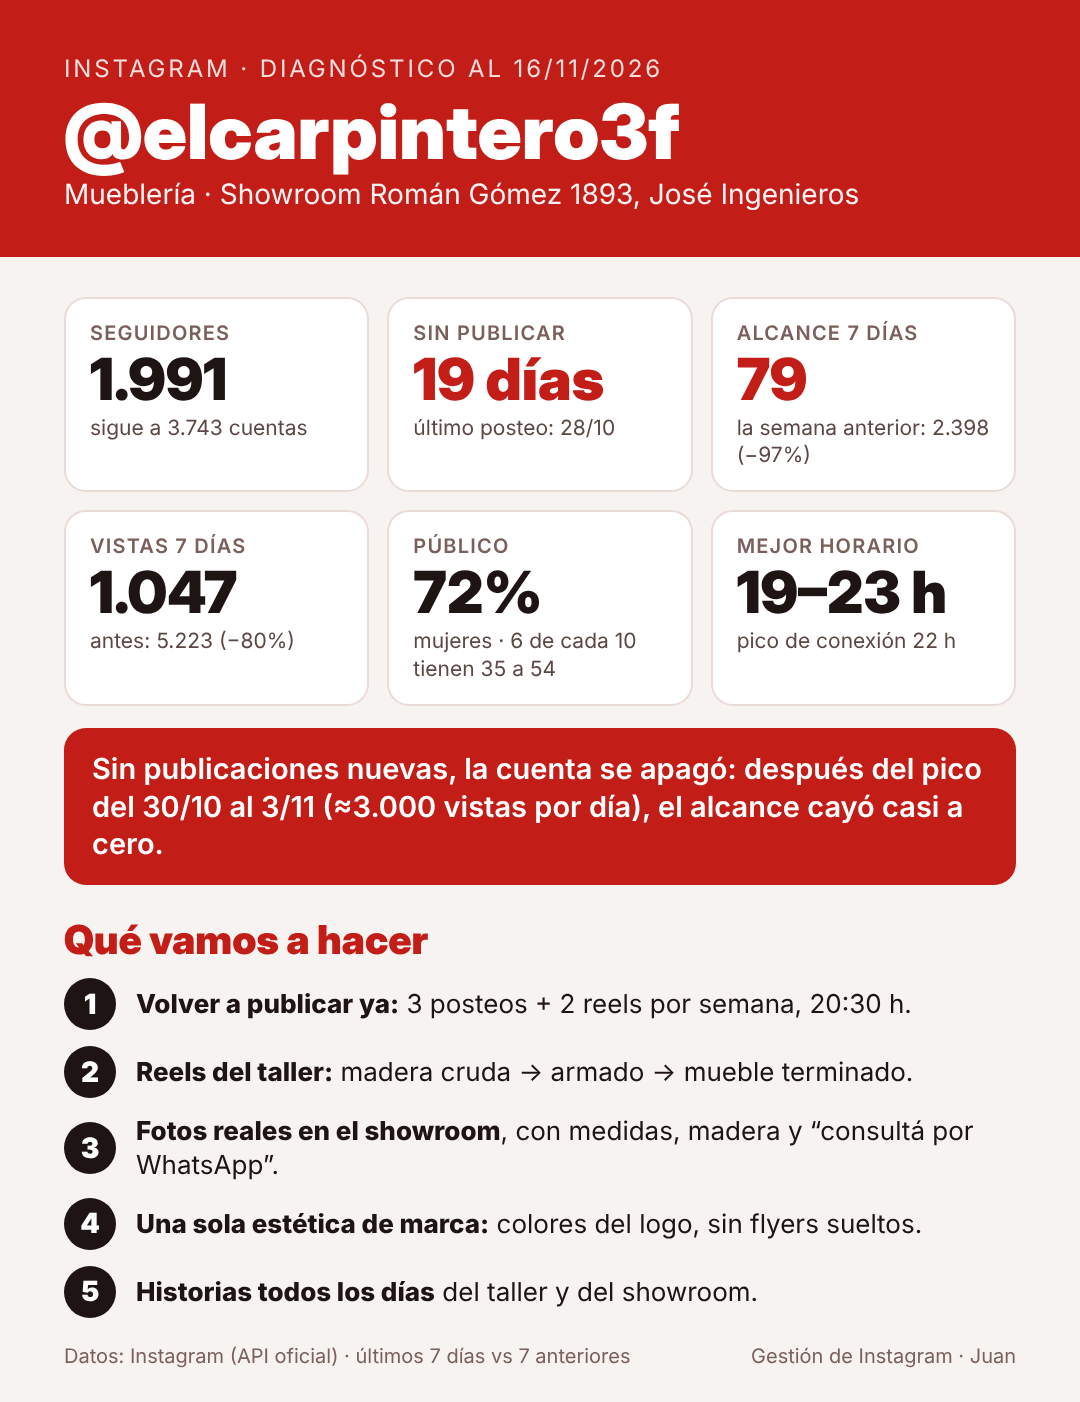 INSTAGRAM · DIAGNÓSTICO AL 16/11/2026
@elcarpintero3f
Mueblería · Showroom Román Gómez 1893, José Ingenieros
SEGUIDORES
1.991
sigue a 3.743 cuentas
SIN PUBLICAR
19 días
último posteo: 28/10
ALCANCE 7 DÍAS
79
la semana anterior: 2.398
(−97%)
VISTAS 7 DÍAS
1.047
antes: 5.223 (−80%)
PÚBLICO
72%
mujeres · 6 de cada 10
tienen 35 a 54
MEJOR HORARIO
19–23 h
pico de conexión 22 h
Sin publicaciones nuevas, la cuenta se apagó: después del pico
del 30/10 al 3/11 (≈3.000 vistas por día), el alcance cayó casi a
cero.
Qué vamos a hacer
1 Volver a publicar ya: 3 posteos + 2 reels por semana, 20:30 h.
2 Reels del taller: madera cruda → armado → mueble terminado.
3 Fotos reales en el showroom, con medidas, madera y “consultá por
WhatsApp”.
4 Una sola estética de marca: colores del logo, sin flyers sueltos.
5 Historias todos los días del taller y del showroom.
Datos: Instagram (API oficial) · últimos 7 días vs 7 anteriores
Gestión de Instagram · Juan